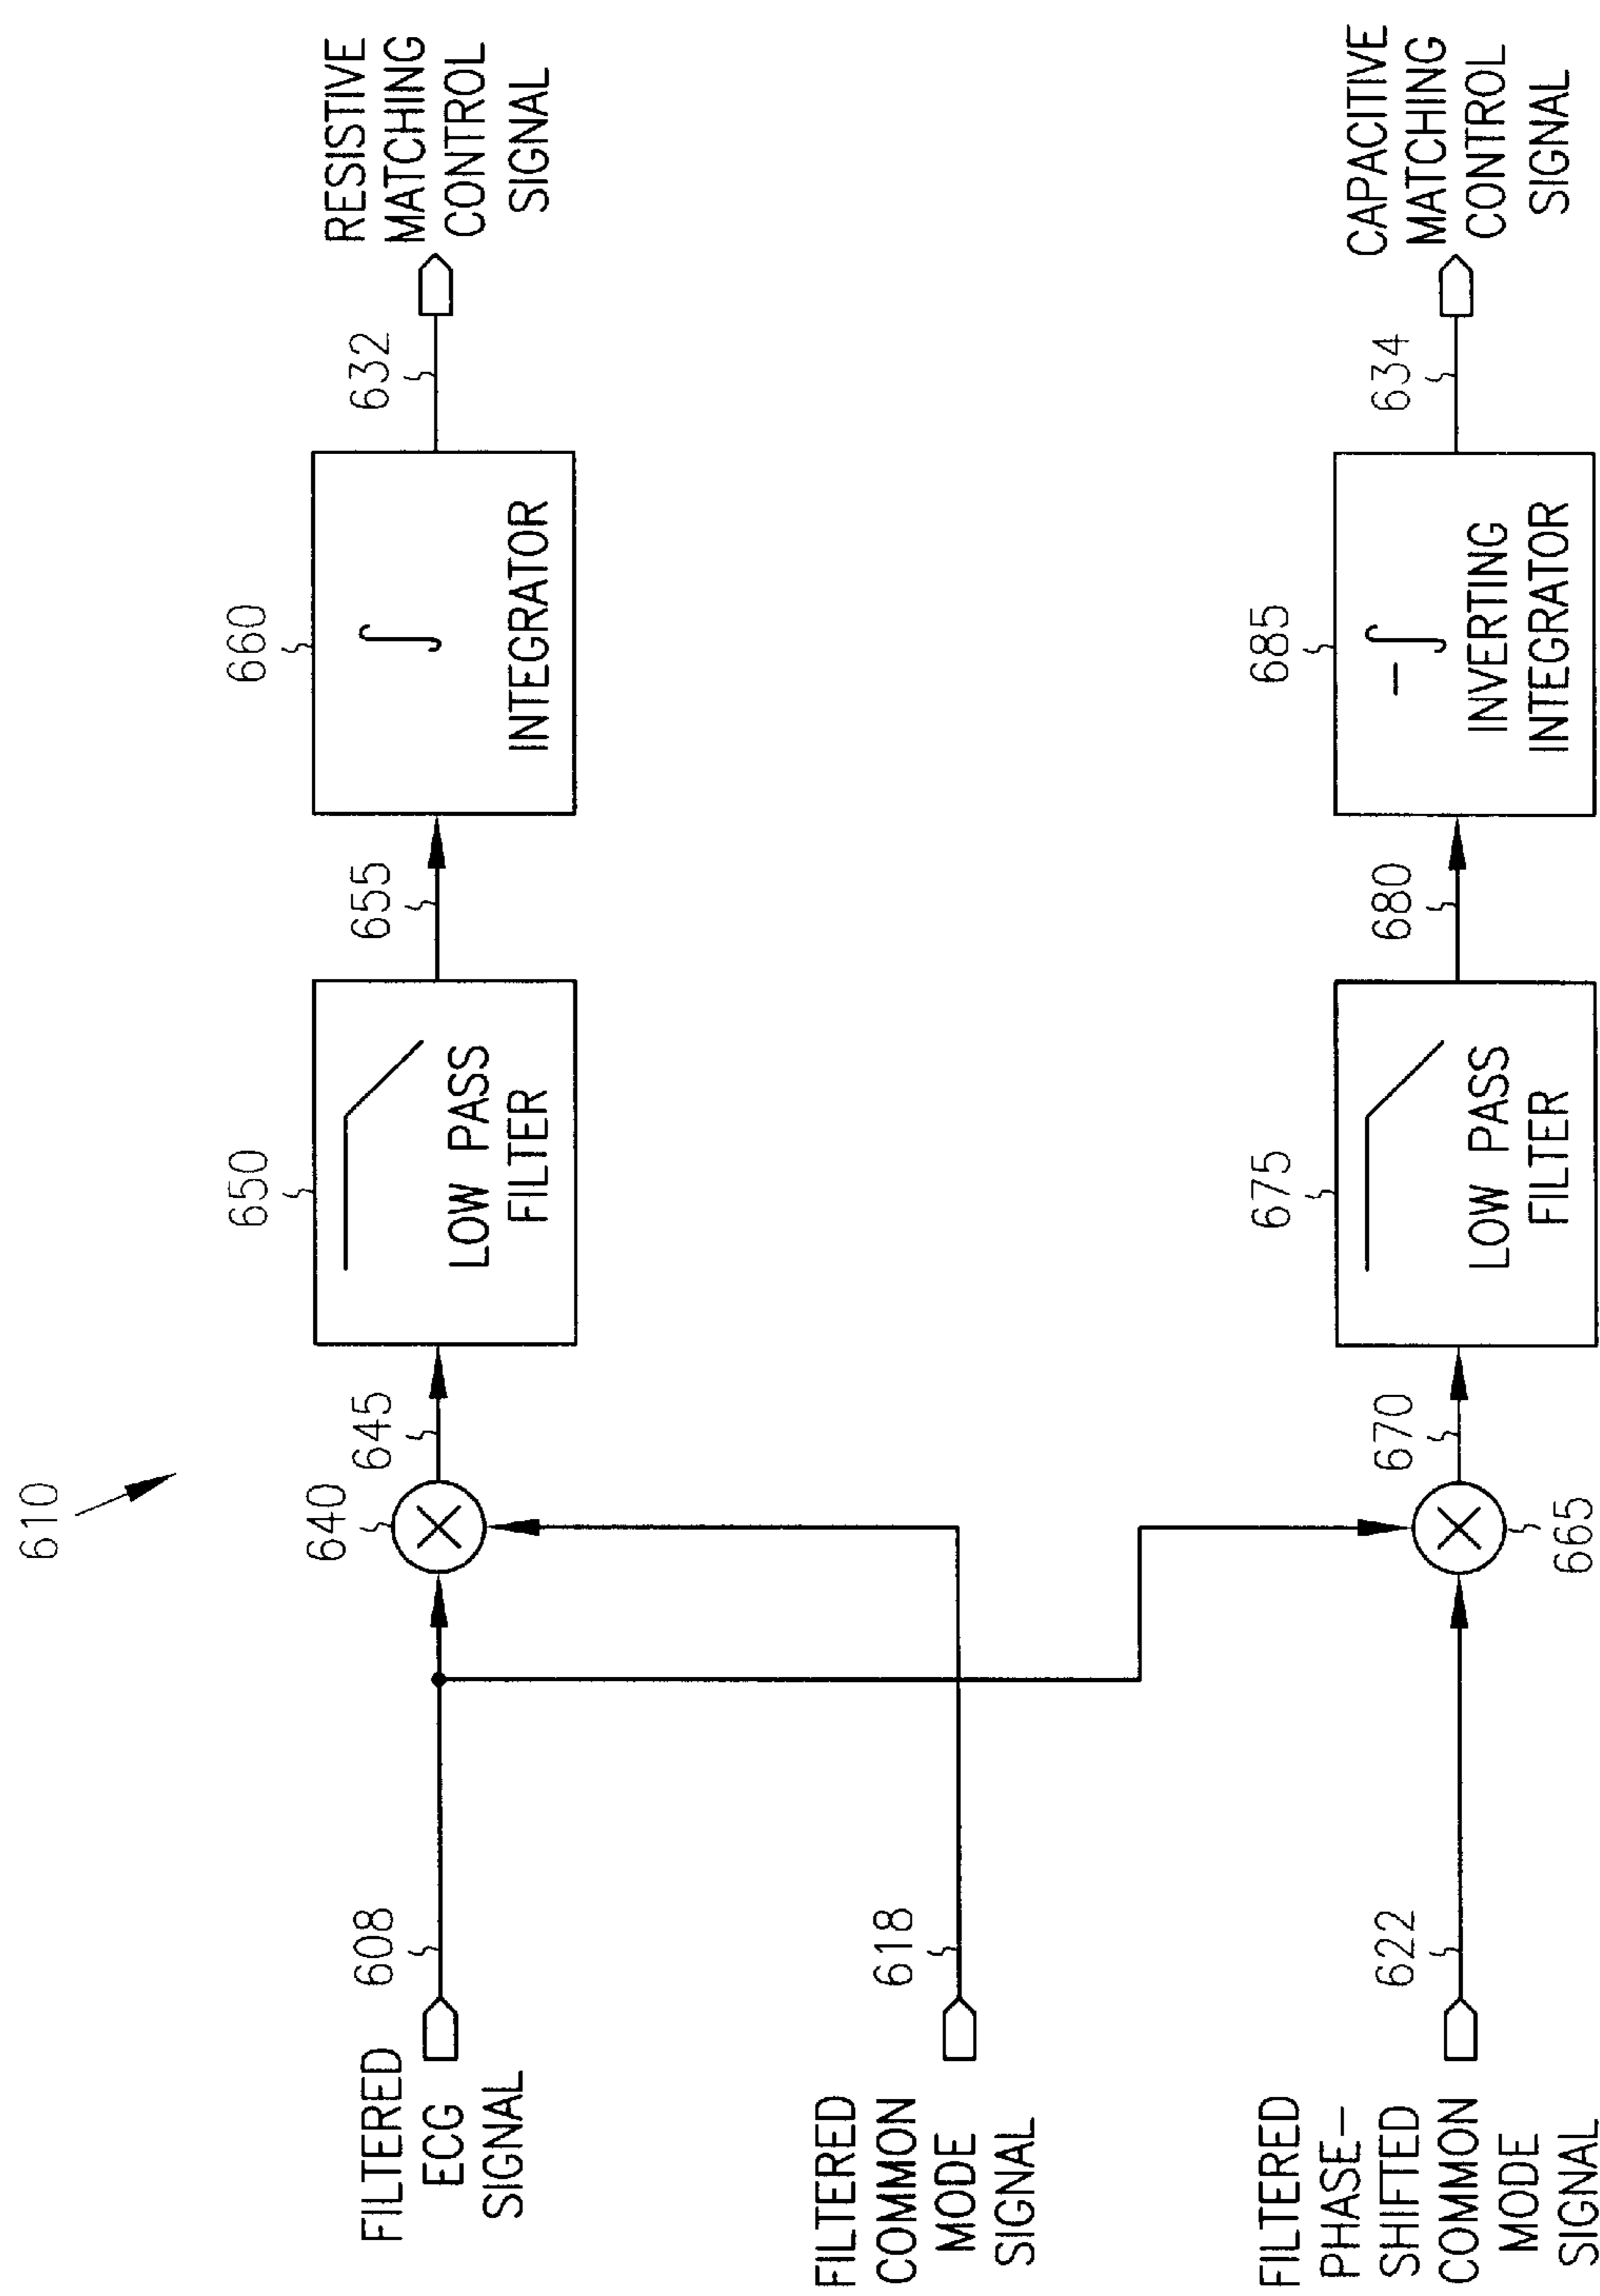 610
FILTERED
ECG
SIGNAL
608
640
645
650
LOW PASS
FILTER
655
660
∫
INTEGRATOR
632
RESISTIVE
MATCHING
CONTROL
SIGNAL
FILTERED
COMMON
MODE
SIGNAL
618
FILTERED
PHASE–
SHIFTED
COMMON
MODE
SIGNAL
622
665
670
675
LOW PASS
FILTER
680
685
–∫
INVERTING
INTEGRATOR
634
CAPACITIVE
MATCHING
CONTROL
SIGNAL